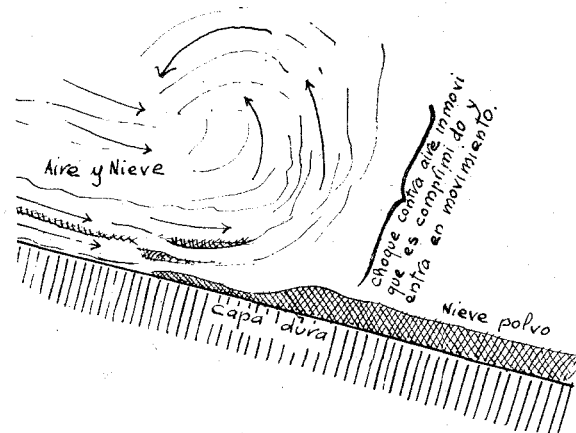 Aire y Nieve
choque contra aire inmovi
que es comprimido y
entra en movimiento.
Nieve polvo
Capa dura